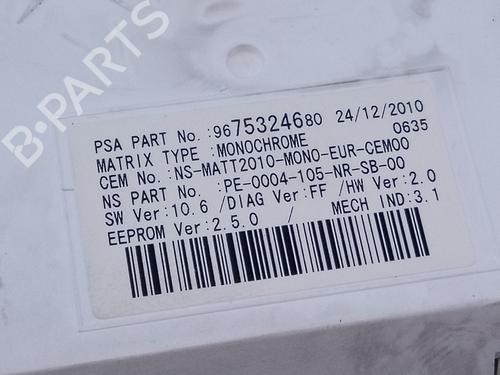 B-PARTS
PSA PART No.:9675324680 24/12/2010
MATRIX TYPE :MONOCHROME 0635
CEM No.:NS-MATT2010-MONO-EUR-CEM00
NS PART No. :PE-0004-105-NR-SB-00
SW Ver:10.6 /DIAG Ver:FF /HW Ver:2.0
EEPROM Ver:2.5.0 / MECH IND:3.1